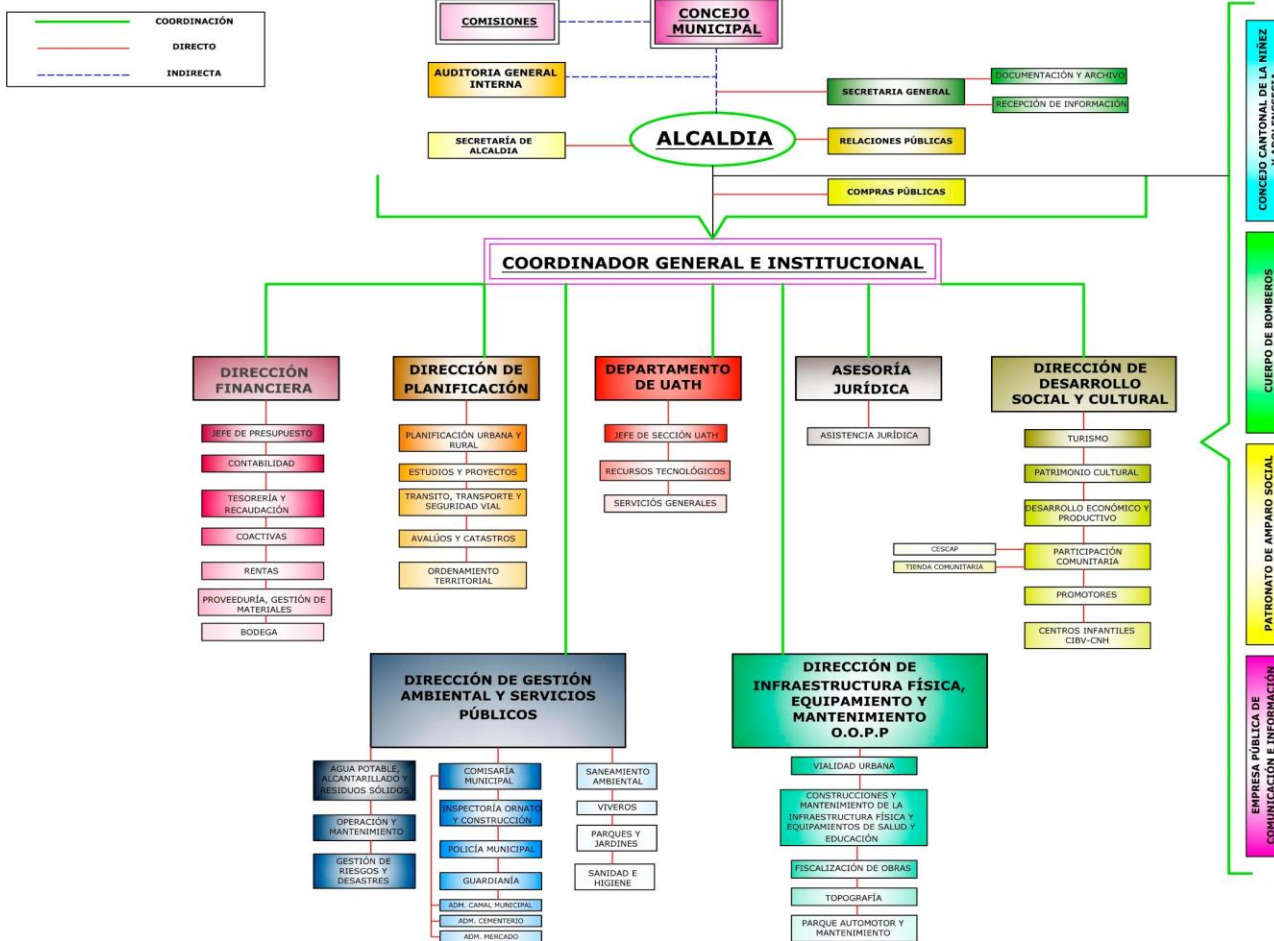 COORDINACIÓN
DIRECTO
INDIRECTA
COMISIONES
CONCEJO
MUNICIPAL
AUDITORIA GENERAL
INTERNA
SECRETARIA GENERAL
DOCUMENTACIÓN Y ARCHIVO
RECEPCIÓN DE INFORMACIÓN
SECRETARÍA DE
ALCALDIA
ALCALDIA
RELACIONES PÚBLICAS
COMPRAS PÚBLICAS
COORDINADOR GENERAL E INSTITUCIONAL
DIRECCIÓN
FINANCIERA
JEFE DE PRESUPUESTO
CONTABILIDAD
TESORERÍA Y
RECAUDACIÓN
COACTIVAS
RENTAS
PROVEEDURÍA, GESTIÓN DE
MATERIALES
BODEGA
DIRECCIÓN DE
PLANIFICACIÓN
PLANIFICACIÓN URBANA Y
RURAL
ESTUDIOS Y PROYECTOS
TRANSITO, TRANSPORTE Y
SEGURIDAD VIAL
AVALÚOS Y CATASTROS
ORDENAMIENTO
TERRITORIAL
DEPARTAMENTO
DE UATH
JEFE DE SECCIÓN UATH
RECURSOS TECNOLÓGICOS
SERVICIÓS GENERALES
ASESORÍA
JURÍDICA
ASISTENCIA JURÍDICA
DIRECCIÓN DE
DESARROLLO
SOCIAL Y CULTURAL
TURISMO
PATRIMONIO CULTURAL
DESARROLLO ECONÓMICO Y
PRODUCTIVO
CESCAP
TIENDA COMUNITARIA
PARTICIPACIÓN
COMUNITARIA
PROMOTORES
CENTROS INFANTILES
CIBV-CNH
DIRECCIÓN DE GESTIÓN
AMBIENTAL Y SERVICIOS
PÚBLICOS
AGUA POTABLE,
ALCANTARILLADO Y
RESIDUOS SÓLIDOS
OPERACIÓN Y
MANTENIMIENTO
GESTIÓN DE
RIESGOS Y
DESASTRES
COMISARÍA
MUNICIPAL
INSPECTORÍA ORNATO
Y CONSTRUCCIÓN
POLICÍA MUNICIPAL
GUARDIANÍA
ADM. CAMAL MUNICIPAL
ADM. CEMENTERIO
ADM. MERCADO
SANEAMIENTO
AMBIENTAL
VIVEROS
PARQUES Y
JARDINES
SANIDAD E
HIGIENE
DIRECCIÓN DE
INFRAESTRUCTURA FÍSICA,
EQUIPAMIENTO Y
MANTENIMIENTO
O.O.P.P
VIALIDAD URBANA
CONSTRUCCIONES Y
MANTENIMIENTO DE LA
INFRAESTRUCTURA FÍSICA Y
EQUIPAMIENTOS DE SALUD Y
EDUCACIÓN
FISCALIZACIÓN DE OBRAS
TOPOGRAFÍA
PARQUE AUTOMOTOR Y
MANTENIMIENTO
CONCEJO CANTONAL DE LA NIÑEZ
CUERPO DE BOMBEROS
PATRONATO DE AMPARO SOCIAL
EMPRESA PÚBLICA DE
COMUNICACIÓN E INFORMACIÓN